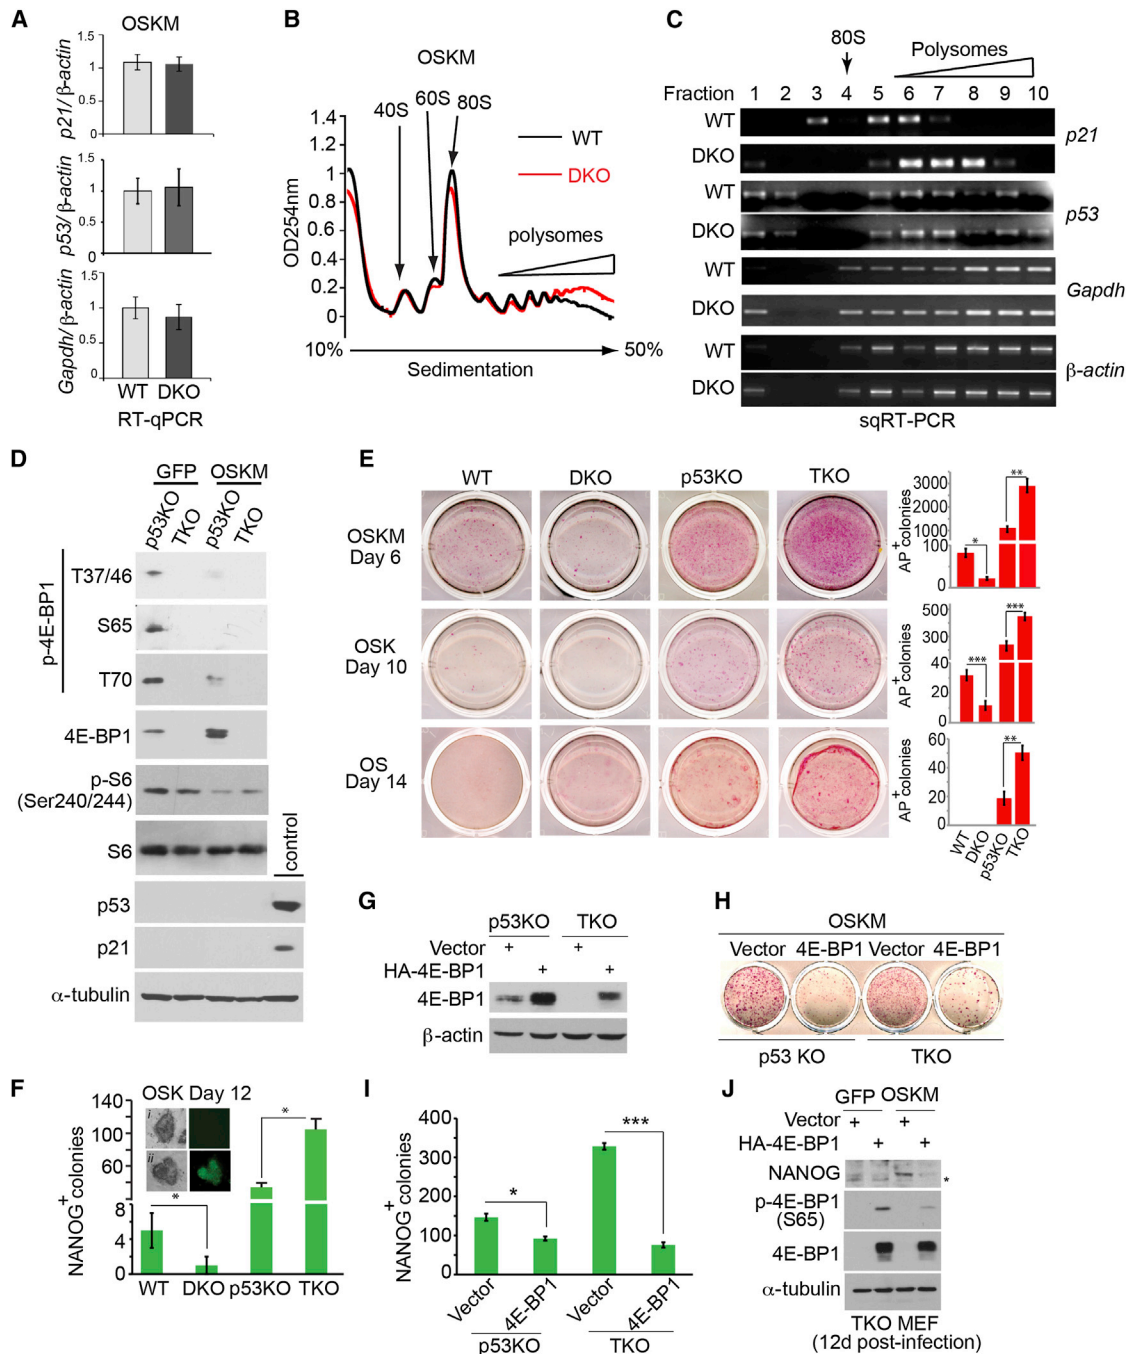 A
OSKM
p21/β-actin
1.5
1
0.5
0
p53/β-actin
1.5
1
0.5
0
Gapdh/β-actin
1.5
1
0.5
0
WT DKO
RT-qPCR
B
OSKM
40S 60S 80S
WT
DKO
polysomes
OD254nm
1.4
1.2
1
0.8
0.6
0.4
0.2
0
10% 50%
Sedimentation
C
80S Polysomes
Fraction 1 2 3 4 5 6 7 8 9 10
WT
DKO
p21
WT
DKO
p53
WT
DKO
Gapdh
WT
DKO
β-actin
sqRT-PCR
D
GFP OSKM
p53KO TKO p53KO TKO
p-4E-BP1
T37/46
S65
T70
4E-BP1
p-S6
(Ser240/244)
S6
control
p53
p21
α-tubulin
E
WT DKO p53KO TKO
OSKM
Day 6
OSK
Day 10
OS
Day 14
AP+ colonies
3000
2000
1000
100
0
* **
AP+ colonies
500
300
40
20
0
*** ***
AP+ colonies
60
40
20
0
**
WT DKO p53KO TKO
F
OSK Day 12
i
ii
NANOG+ colonies
140
100
60
8
4
0
* *
WT DKO p53KO TKO
G
p53KO TKO
Vector + +
HA-4E-BP1 + +
4E-BP1
β-actin
H
OSKM
Vector 4E-BP1 Vector 4E-BP1
p53 KO TKO
I
NANOG+ colonies
400
300
200
100
0
* ***
Vector 4E-BP1 Vector 4E-BP1
p53KO TKO
J
GFP OSKM
Vector + +
HA-4E-BP1 + +
NANOG *
p-4E-BP1
(S65)
4E-BP1
α-tubulin
TKO MEF
(12d post-infection)